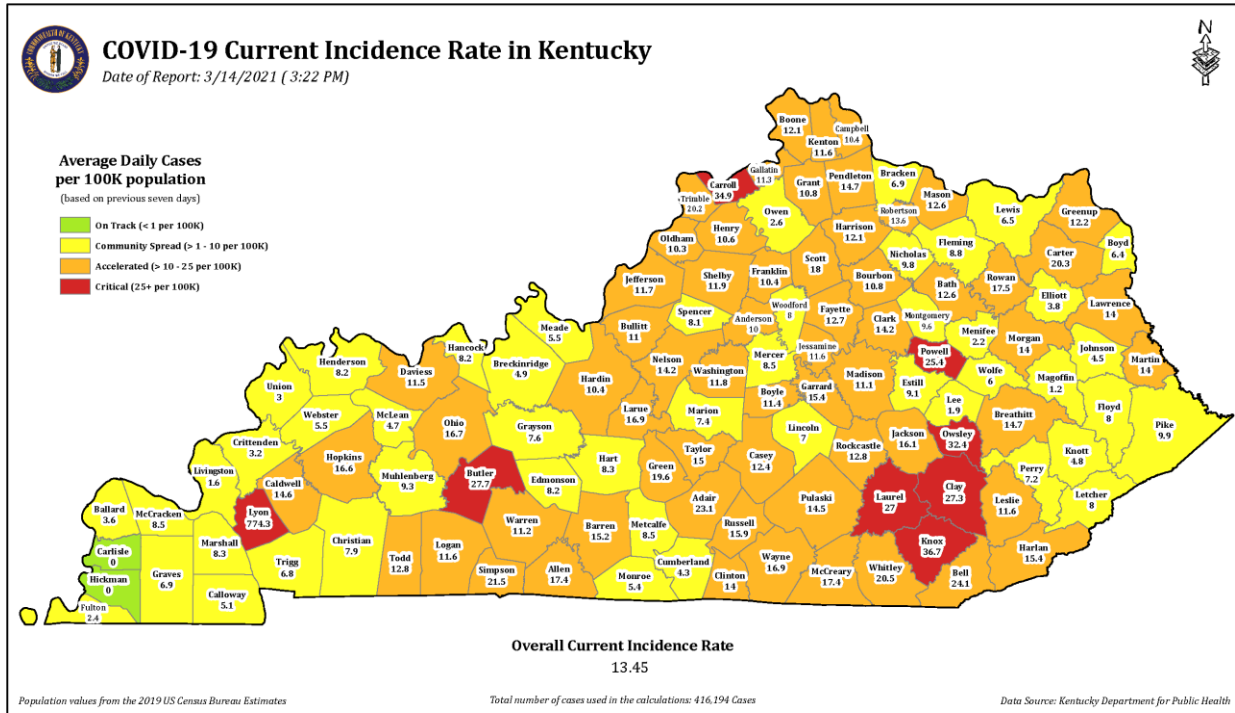 COVID-19 Current Incidence Rate in Kentucky
Date of Report: 3/14/2021 ( 3:22 PM)
N
Average Daily Cases
per 100K population
(based on previous seven days)
On Track (< 1 per 100K)
Community Spread (> 1 - 10 per 100K)
Accelerated (> 10 - 25 per 100K)
Critical (25+ per 100K)
Boone
12.1
Kenton
11.6
Campbell
10.4
Gallatin
11.3
Carroll
34.9
Trimble
20.2
Grant
10.8
Pendleton
14.7
Bracken
6.9
Mason
12.6
Robertson
13.6
Lewis
6.5
Greenup
12.2
Boyd
6.4
Owen
2.6
Henry
10.6
Oldham
10.3
Harrison
12.1
Nicholas
9.8
Fleming
8.8
Carter
20.3
Jefferson
11.7
Shelby
11.9
Franklin
10.4
Scott
18
Bourbon
10.8
Bath
12.6
Rowan
17.5
Elliott
3.8
Lawrence
14
Bullitt
11
Spencer
8.1
Anderson
10
Woodford
8
Fayette
12.7
Clark
14.2
Montgomery
9.6
Menifee
2.2
Morgan
14
Johnson
4.5
Martin
14
Meade
5.5
Hancock
8.2
Breckinridge
4.9
Hardin
10.4
Nelson
14.2
Washington
11.8
Mercer
8.5
Jessamine
11.6
Madison
11.1
Powell
25.4
Estill
9.1
Wolfe
6
Magoffin
1.2
Floyd
8
Pike
9.9
Henderson
8.2
Daviess
11.5
Union
3
Webster
5.5
McLean
4.7
Ohio
16.7
Grayson
7.6
Larue
16.9
Marion
7.4
Boyle
11.4
Garrard
15.4
Lincoln
7
Lee
1.9
Breathitt
14.7
Knott
4.8
Crittenden
3.2
Hopkins
16.6
Muhlenberg
9.3
Butler
27.7
Edmonson
8.2
Hart
8.3
Green
19.6
Taylor
15
Casey
12.4
Rockcastle
12.8
Jackson
16.1
Owsley
32.4
Perry
7.2
Letcher
8
Livingston
1.6
Caldwell
14.6
Lyon
774.3
Ballard
3.6
McCracken
8.5
Marshall
8.3
Trigg
6.8
Christian
7.9
Todd
12.8
Logan
11.6
Warren
11.2
Barren
15.2
Metcalfe
8.5
Adair
23.1
Russell
15.9
Pulaski
14.5
Laurel
27
Clay
27.3
Leslie
11.6
Harlan
15.4
Carlisle
0
Hickman
0
Fulton
2.4
Graves
6.9
Calloway
5.1
Simpson
21.5
Allen
17.4
Monroe
5.4
Cumberland
4.3
Clinton
14
Wayne
16.9
McCreary
17.4
Whitley
20.5
Knox
36.7
Bell
24.1
Overall Current Incidence Rate
13.45
Population values from the 2019 US Census Bureau Estimates
Total number of cases used in the calculations: 416,194 Cases
Data Source: Kentucky Department for Public Health